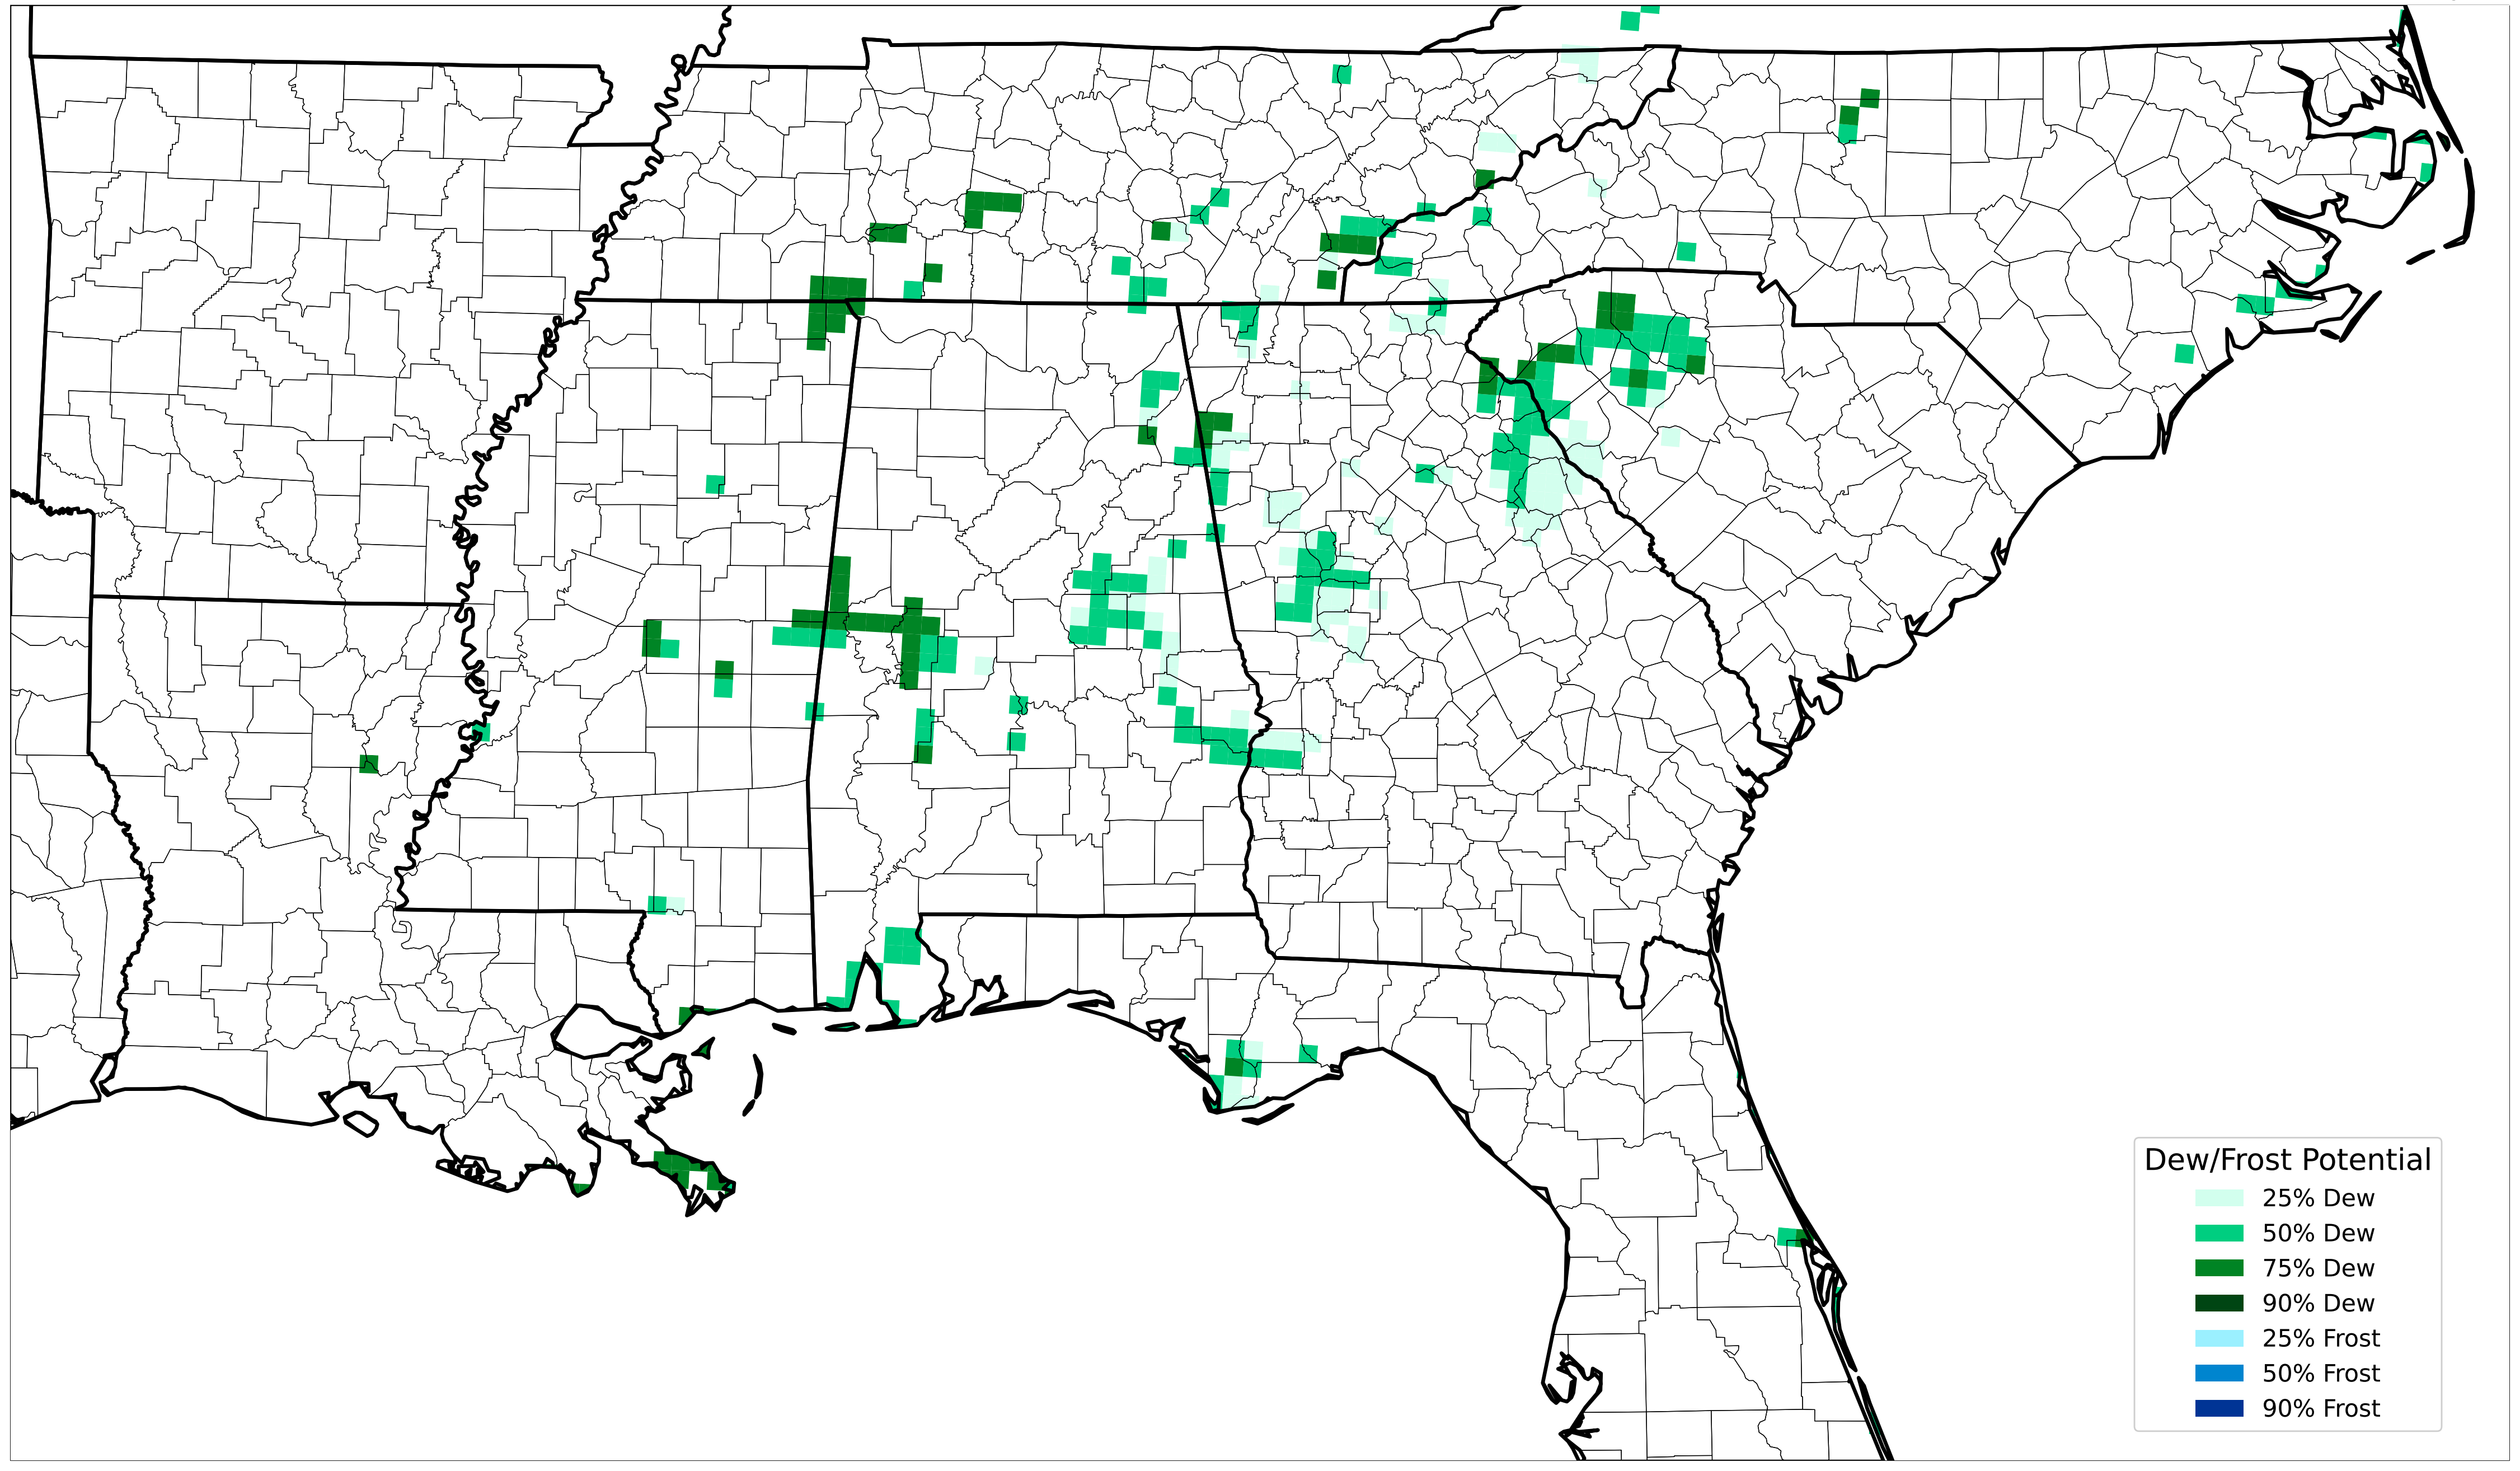 Dew/Frost Potential
25% Dew
50% Dew
75% Dew
90% Dew
25% Frost
50% Frost
90% Frost